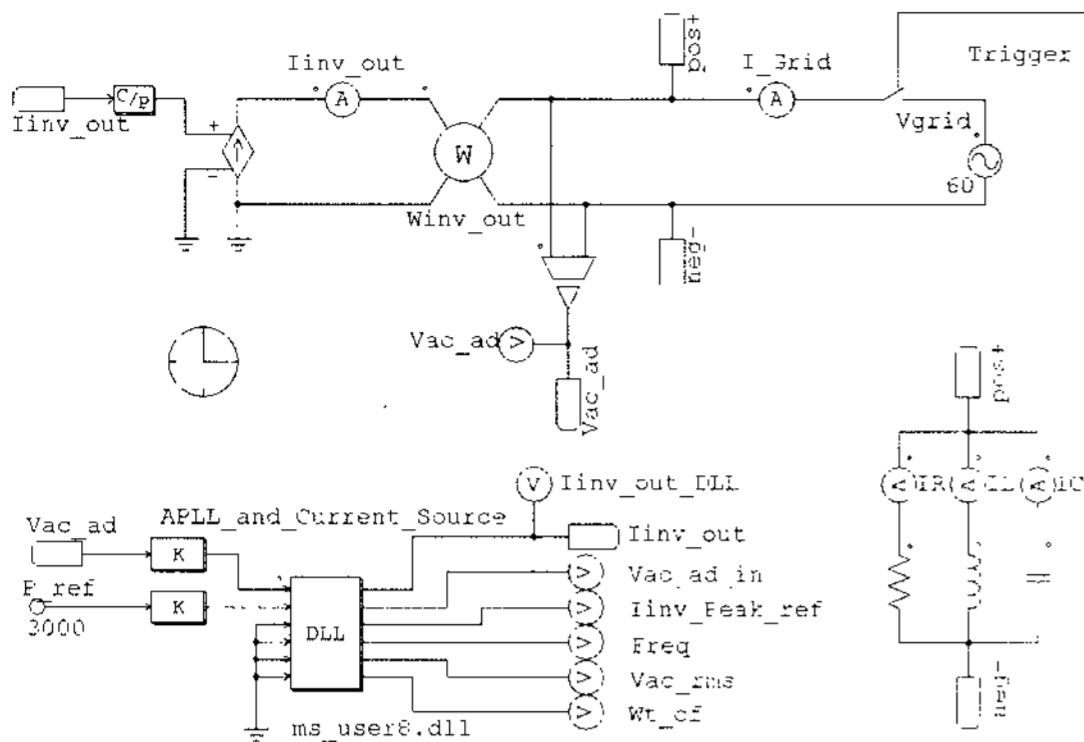 pos+
Iinv_out
I_Grid
Trigger
C/p
A
A
Iinv_out
+
-
W
Vgrid
60
Winv_out
neg-
Vac_ad
V
Vac_ad
pos+
V
Iinv_out_DLL
A
IR
A
IL
A
IC
Vac_ad
APLL_and_Current_Source
Iinv_out
K
V
Vac_ad_in
P_ref
K
V
Iinv_Peak_ref
3000
DLL
V
Freq
V
Vac_rms
neg-
V
Wt_cf
ms_user8.dll